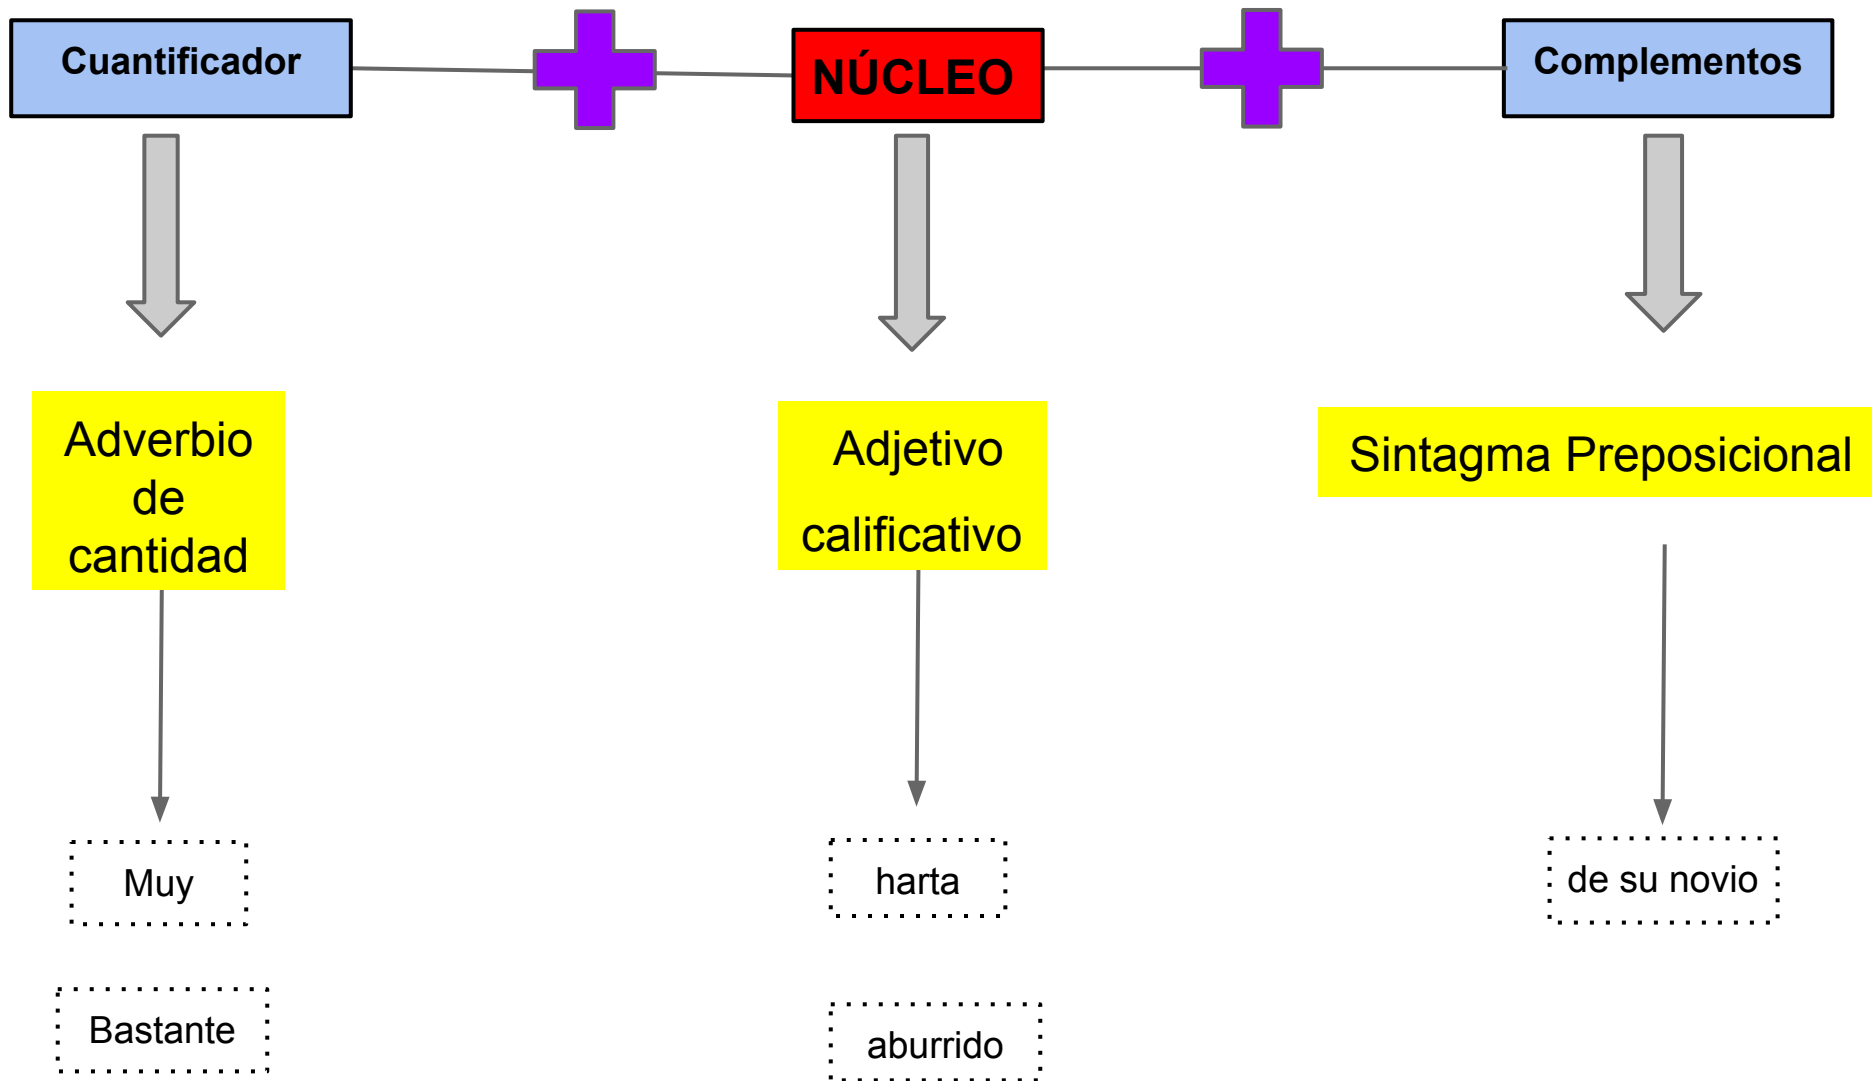 Cuantificador
NÚCLEO
Complementos
Adverbio
de
cantidad
Adjetivo
calificativo
Sintagma Preposicional
Muy
harta
de su novio
Bastante
aburrido